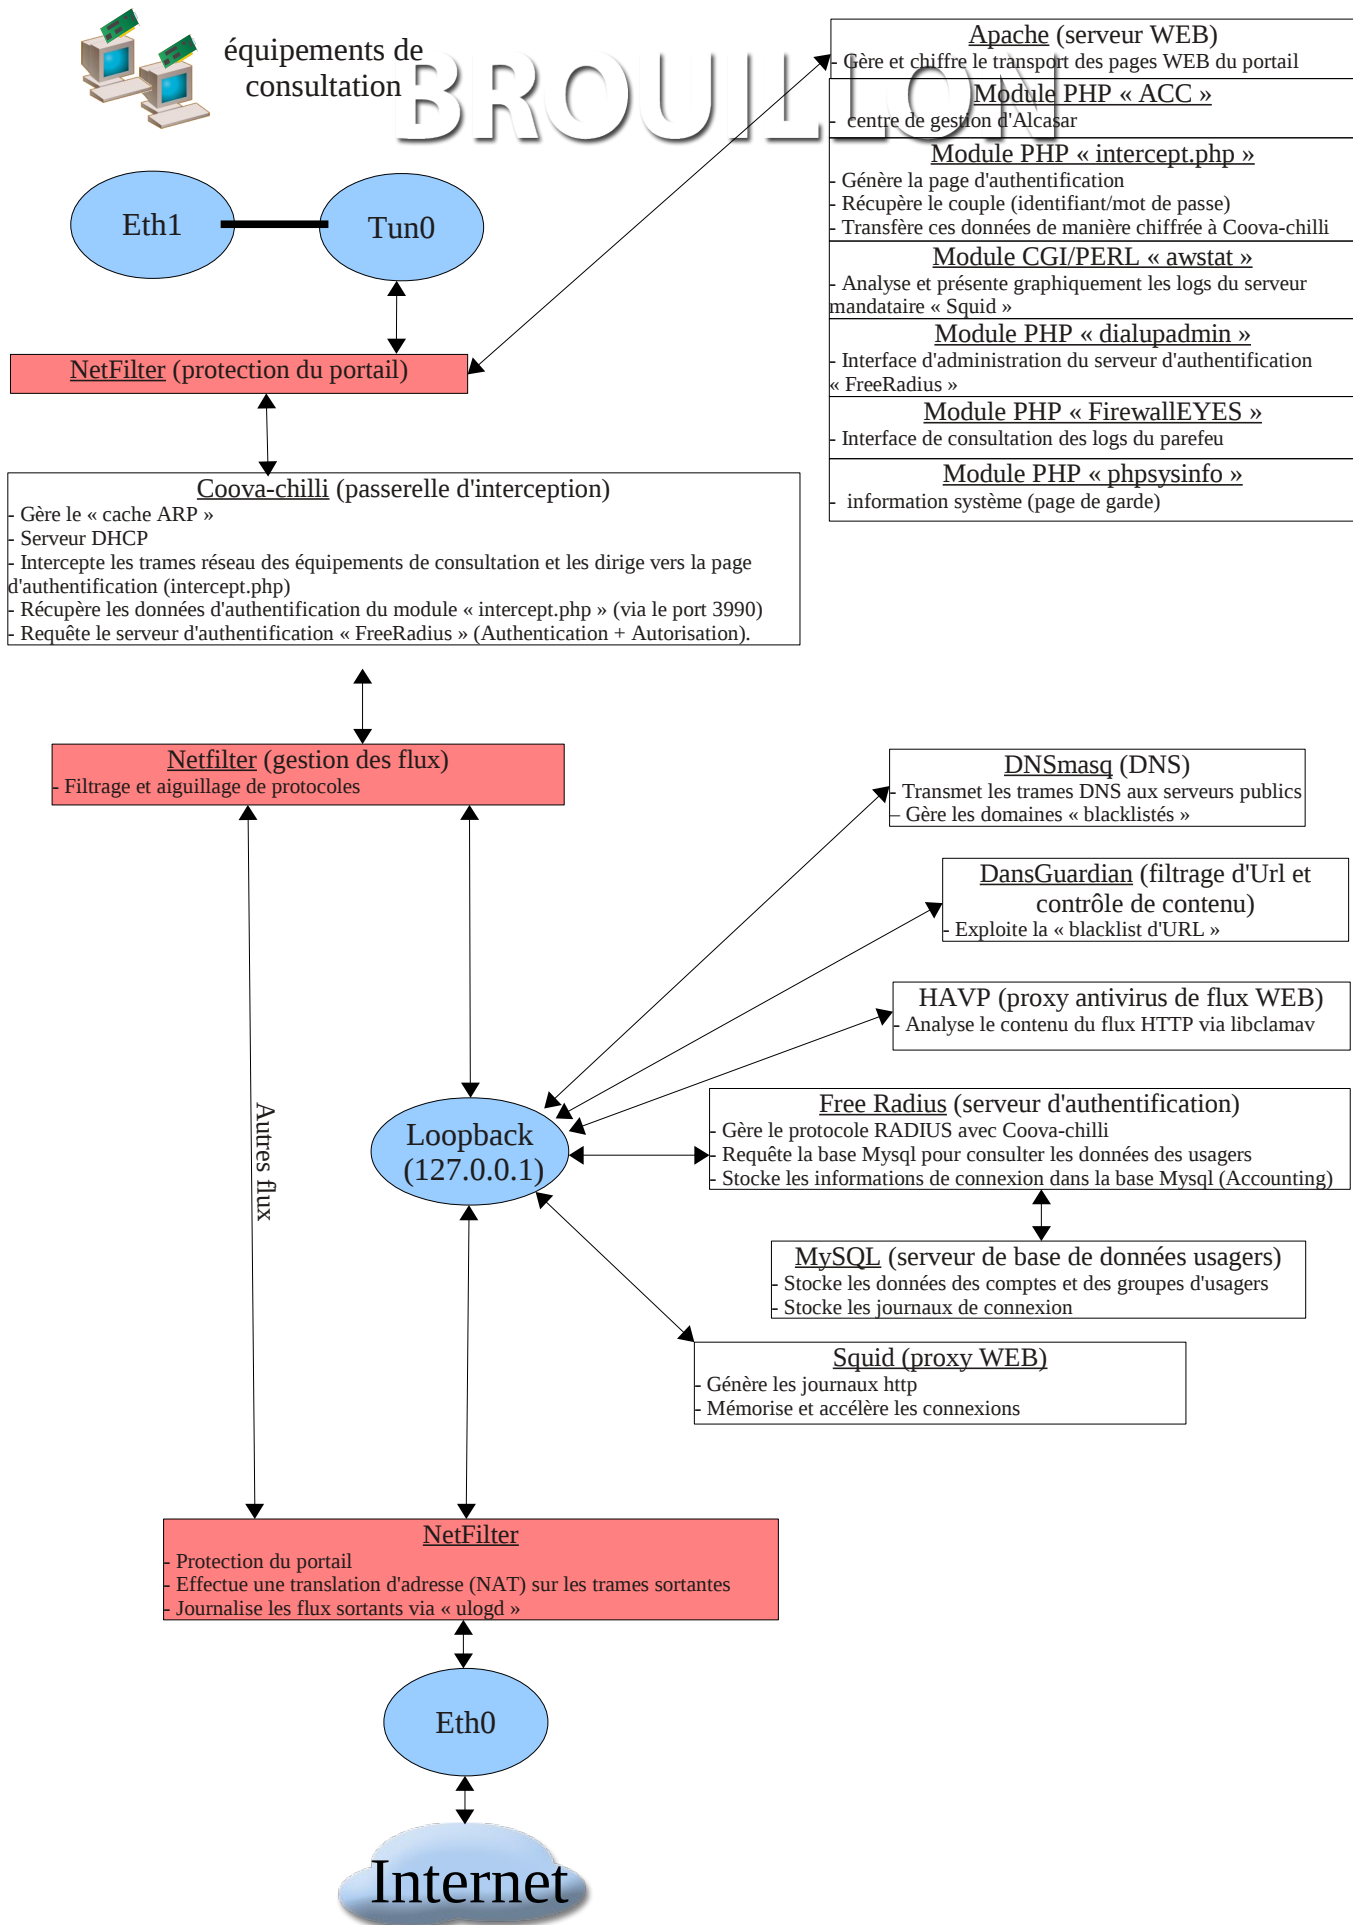 équipements de
consultation
BROUILLON
Apache (serveur WEB)
- Gère et chiffre le transport des pages WEB du portail
Module PHP « ACC »
- centre de gestion d'Alcasar
Module PHP « intercept.php »
- Génère la page d'authentification
- Récupère le couple (identifiant/mot de passe)
- Transfère ces données de manière chiffrée à Coova-chilli
Module CGI/PERL « awstat »
- Analyse et présente graphiquement les logs du serveur
mandataire « Squid »
Module PHP « dialupadmin »
- Interface d'administration du serveur d'authentification
« FreeRadius »
Module PHP « FirewallEYES »
- Interface de consultation des logs du parefeu
Module PHP « phpsysinfo »
- information système (page de garde)
Eth1
Tun0
NetFilter (protection du portail)
Coova-chilli (passerelle d'interception)
- Gère le « cache ARP »
- Serveur DHCP
- Intercepte les trames réseau des équipements de consultation et les dirige vers la page
d'authentification (intercept.php)
- Récupère les données d'authentification du module « intercept.php » (via le port 3990)
- Requête le serveur d'authentification « FreeRadius » (Authentication + Autorisation).
Netfilter (gestion des flux)
- Filtrage et aiguillage de protocoles
DNSmasq (DNS)
- Transmet les trames DNS aux serveurs publics
– Gère les domaines « blacklistés »
DansGuardian (filtrage d'Url et
contrôle de contenu)
- Exploite la « blacklist d'URL »
HAVP (proxy antivirus de flux WEB)
- Analyse le contenu du flux HTTP via libclamav
Autres flux
Loopback
(127.0.0.1)
Free Radius (serveur d'authentification)
- Gère le protocole RADIUS avec Coova-chilli
- Requête la base Mysql pour consulter les données des usagers
- Stocke les informations de connexion dans la base Mysql (Accounting)
MySQL (serveur de base de données usagers)
- Stocke les données des comptes et des groupes d'usagers
- Stocke les journaux de connexion
Squid (proxy WEB)
- Génère les journaux http
- Mémorise et accélère les connexions
NetFilter
- Protection du portail
- Effectue une translation d'adresse (NAT) sur les trames sortantes
- Journalise les flux sortants via « ulogd »
Eth0
Internet